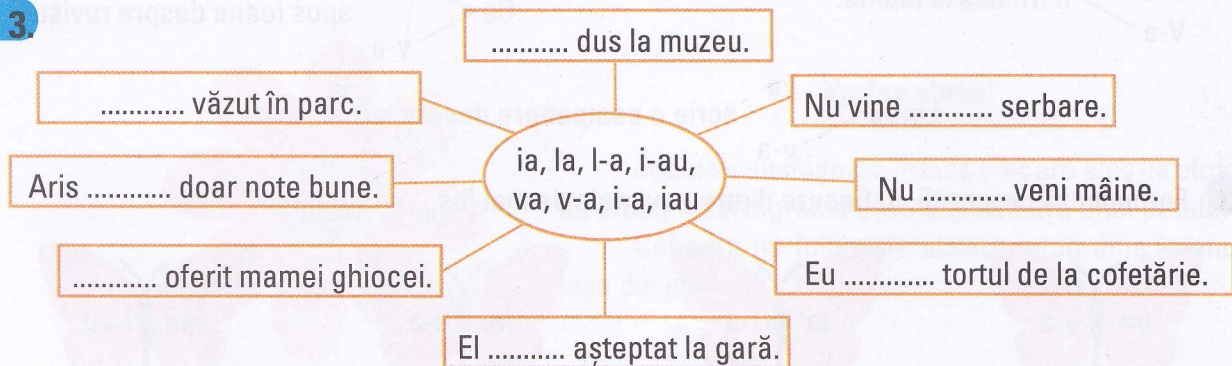 3.
........... dus la muzeu.
............ văzut în parc.
Nu vine............ serbare.
ia, la, l-a, i-au,
va, v-a, l-a, iau
Aris ............ doar note bune.
Nu ............ veni mâine.
............ oferit mamei ghiocei.
Eu ............. tortul de la cofetărie.
El ........... așteptat la gară.